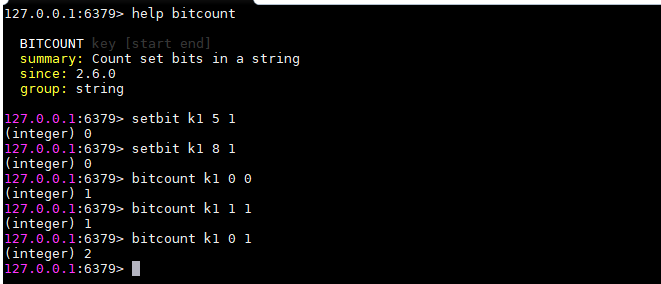 127.0.0.1:6379> help bitcount
BITCOUNT key [start end]
summary: Count set bits in a string
since: 2.6.0
group: string
127.0.0.1:6379> setbit k1 5 1
(integer) 0
127.0.0.1:6379> setbit k1 8 1
(integer) 0
127.0.0.1:6379> bitcount k1 0 0
(integer) 1
127.0.0.1:6379> bitcount k1 1 1
(integer) 1
127.0.0.1:6379> bitcount k1 0 1
(integer) 2
127.0.0.1:6379>